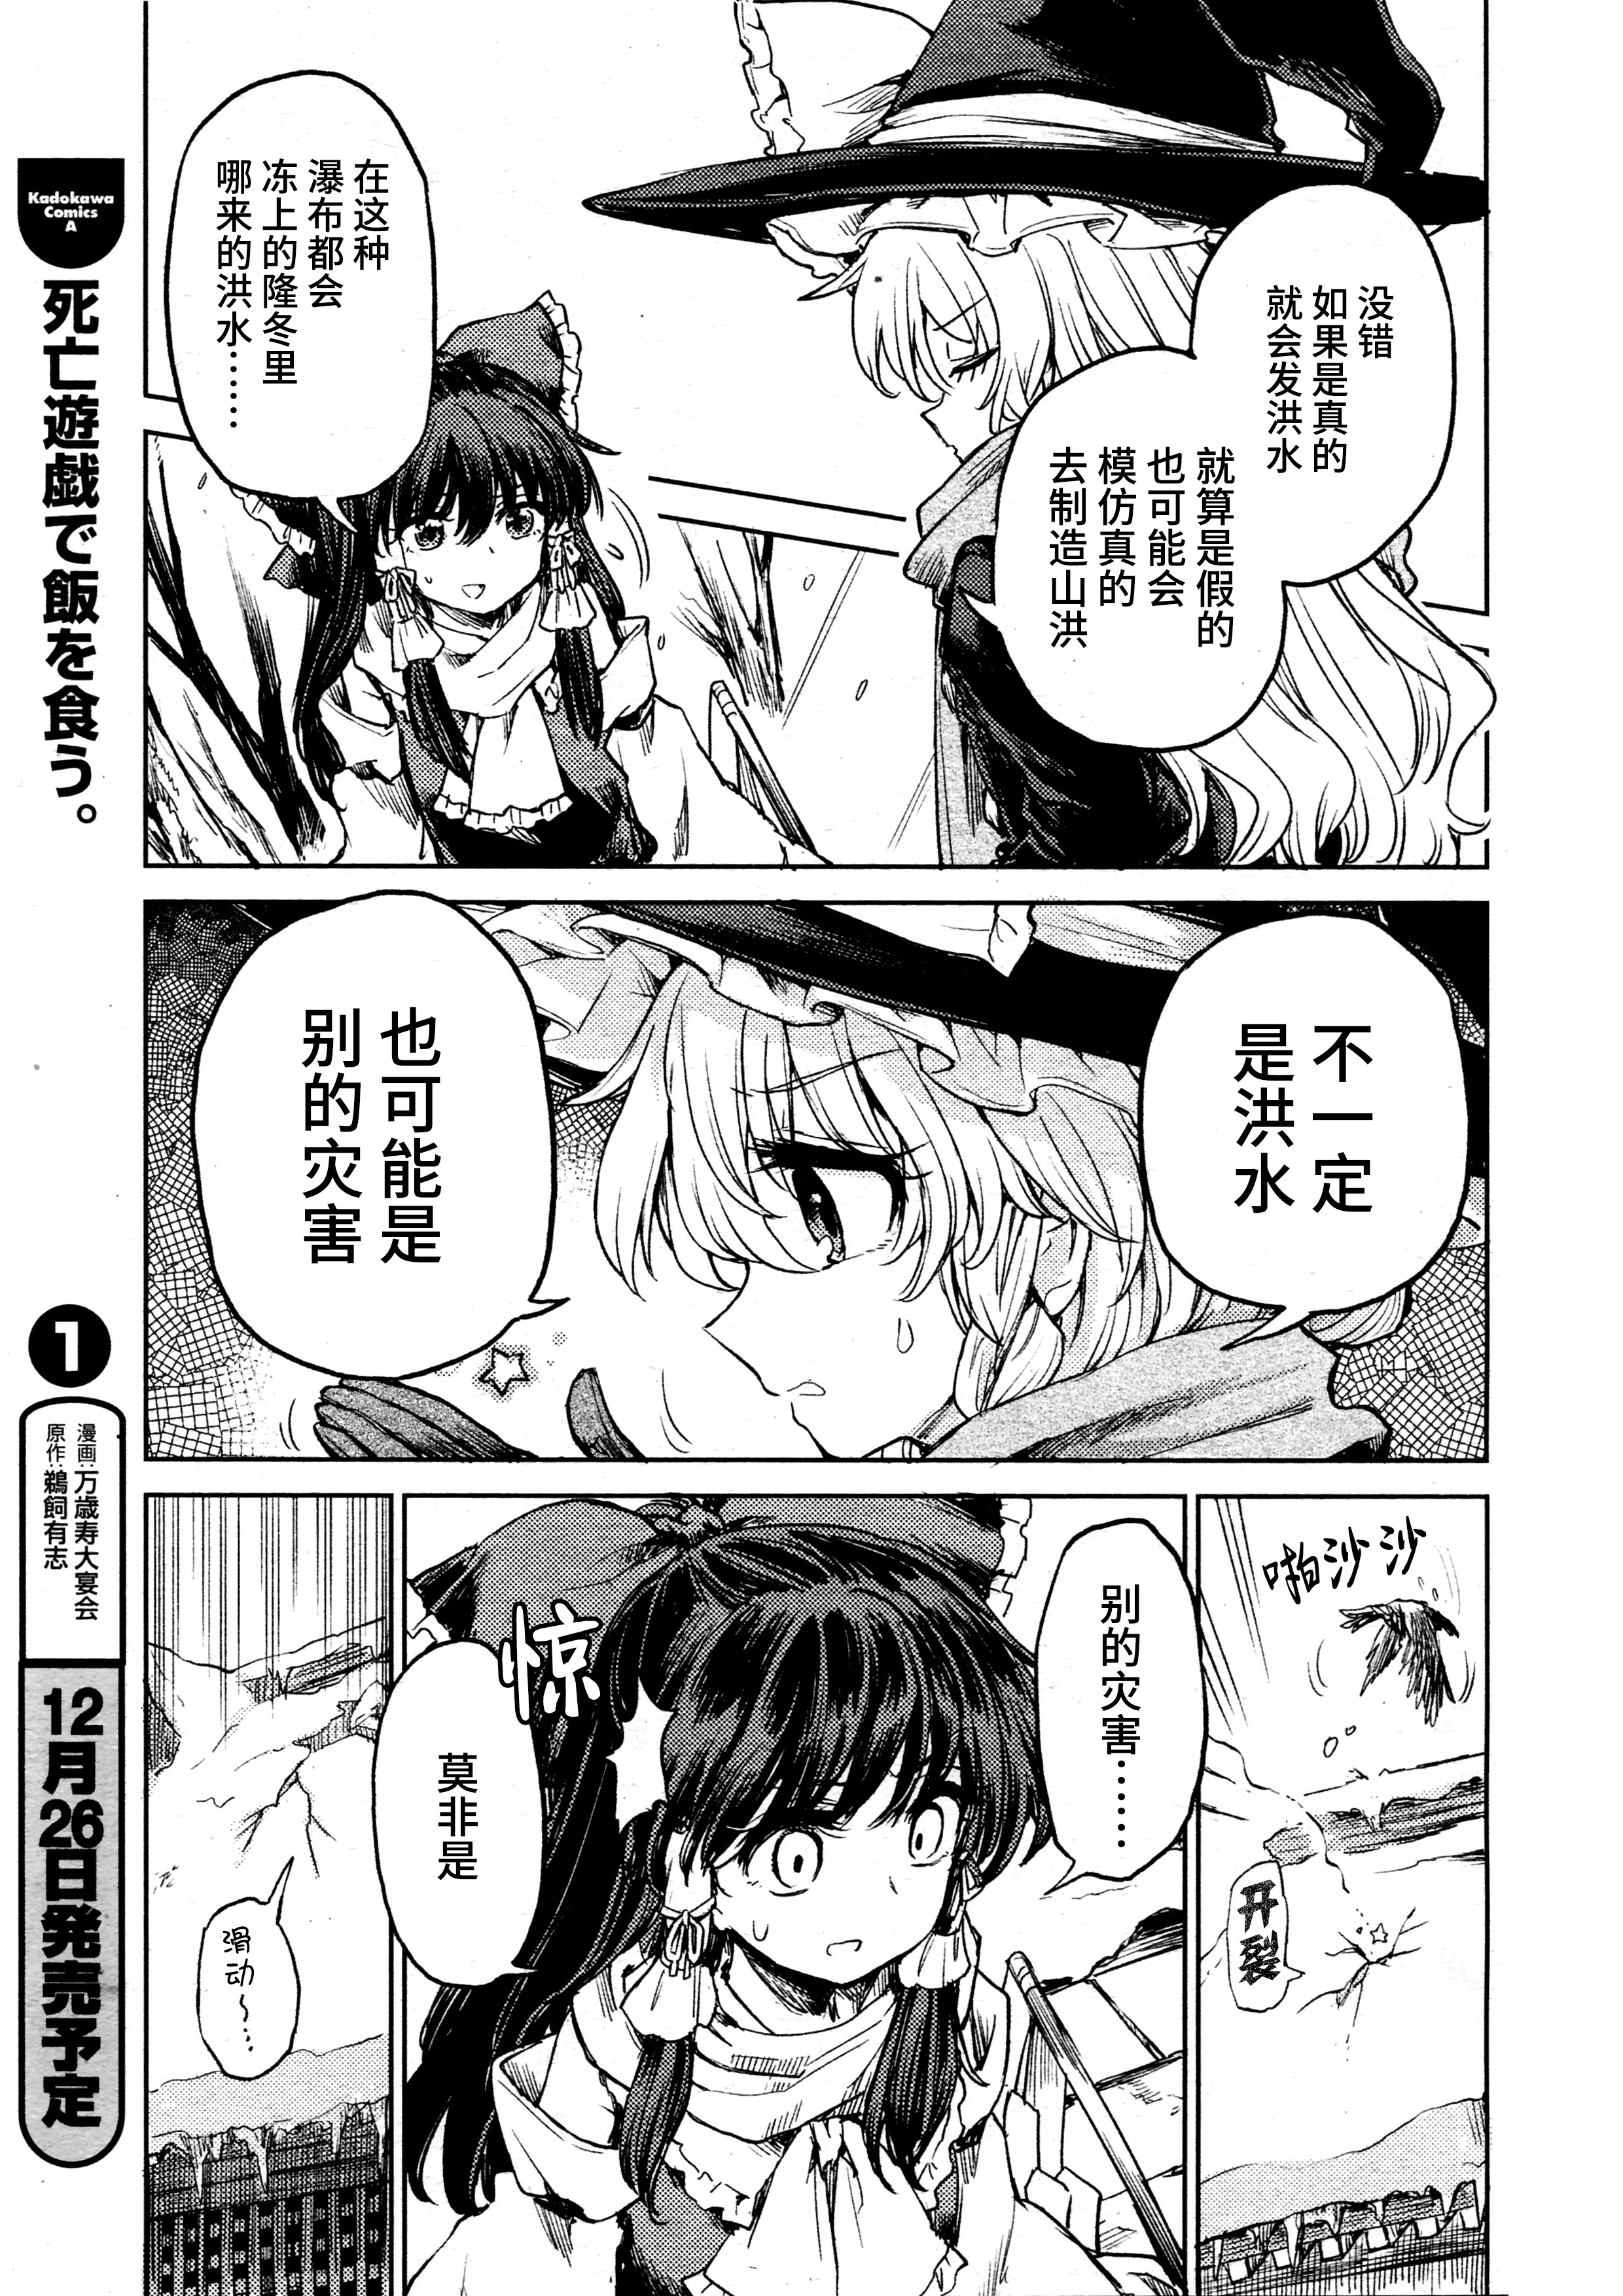 没错
如果是真的
就会发洪水
就算是假的
也可能会
模仿真的
去制造山洪
在这种
瀑布都会
冻上的隆冬里
哪来的洪水……
不一定
是洪水
也可能是
别的灾害
啪沙沙
开裂
别的灾害……
惊
莫非是
滑动～…
Kadokawa
Comics
A
死亡遊戯で飯を食う。
1
漫画:万歳寿大宴会
原作:鵜飼有志
12月26日発売予定